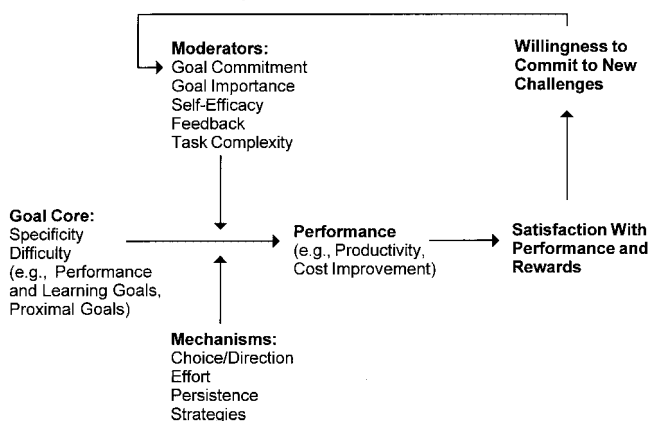 Moderators:
Goal Commitment
Goal Importance
Self-Efficacy
Feedback
Task Complexity
Willingness to
Commit to New
Challenges
Goal Core:
Specificity
Difficulty
(e.g., Performance
and Learning Goals,
Proximal Goals)
Performance
(e.g., Productivity,
Cost Improvement)
Satisfaction With
Performance and
Rewards
Mechanisms:
Choice/Direction
Effort
Persistence
Strategies